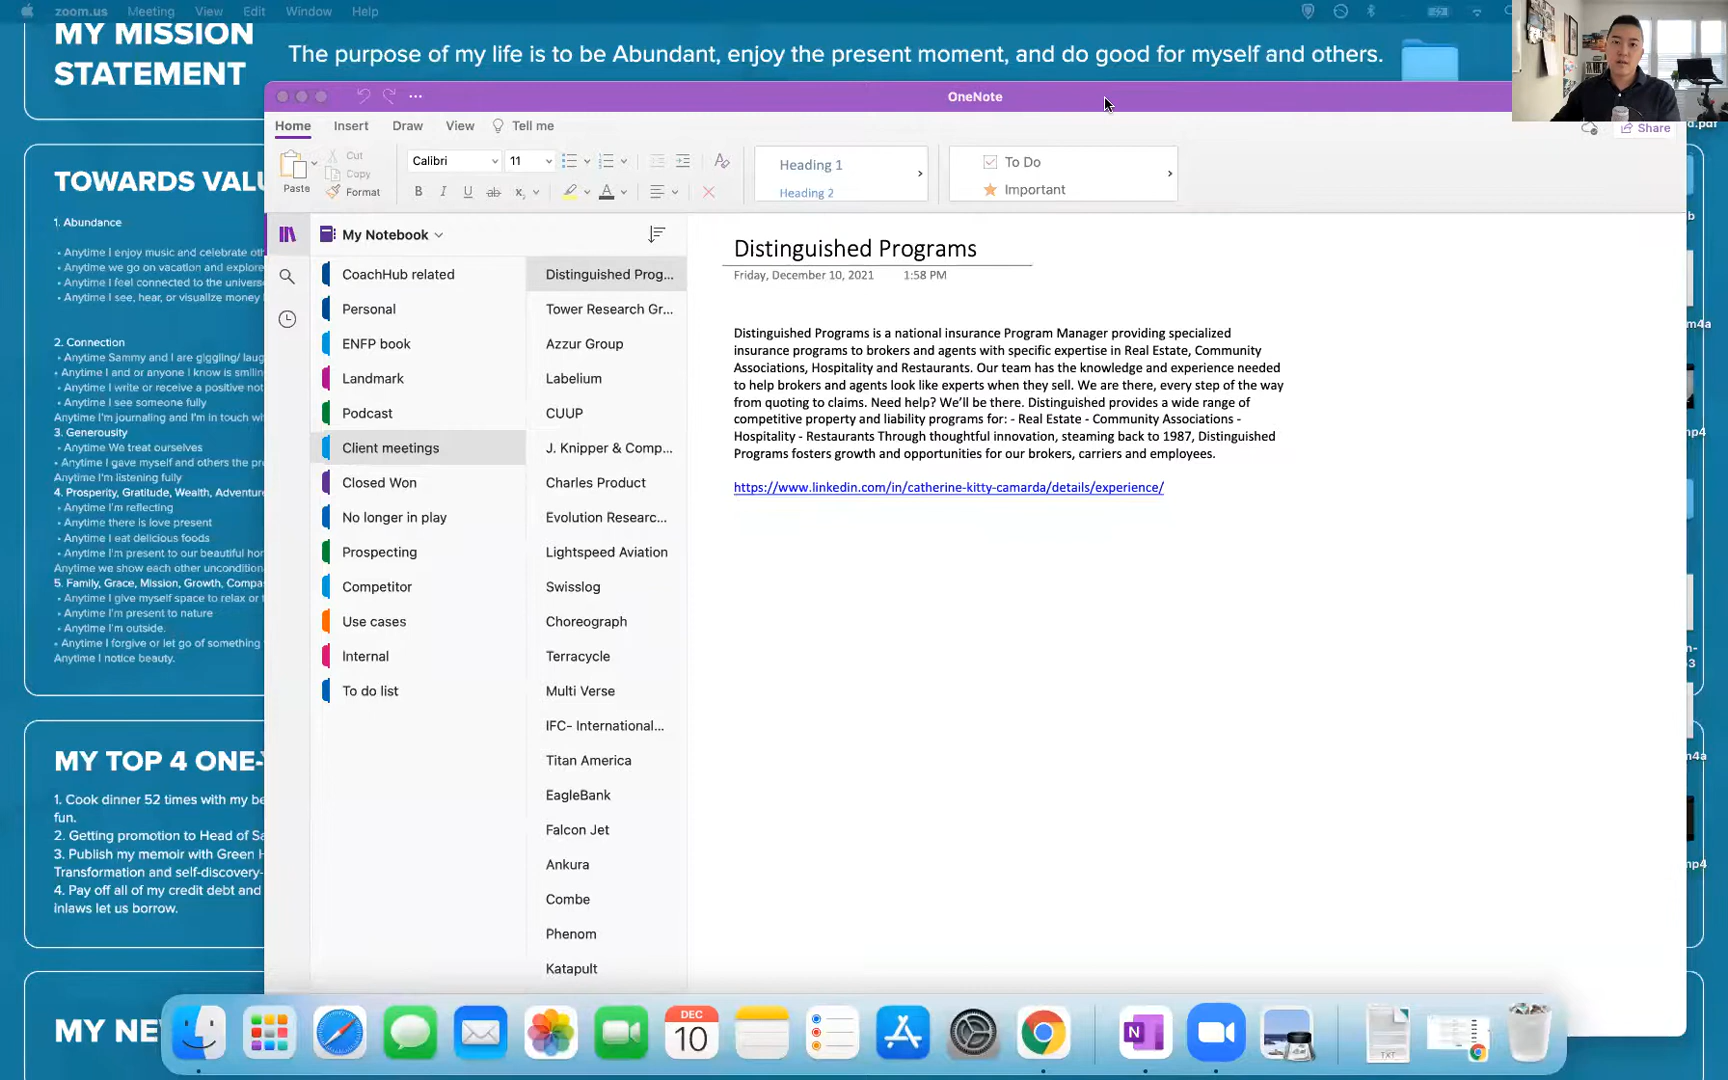 zoom.us Meeting View Edit Window Help
MY MISSION
STATEMENT
The purpose of my life is to be Abundant, enjoy the present moment, and do good for myself and others.
OneNote
Home Insert Draw View Tell me
Share
Paste
Cut
Copy
Format
Calibri 11
Heading 1
Heading 2
To Do
Important
TOWARDS VALU
1. Abundance
• Anytime I enjoy music and celebrate oth
• Anytime we go on vacation and explore
• Anytime I feel connected to the univers
• Anytime I see, hear, or visualize money
2. Connection
• Anytime Sammy and I are giggling/ laug
• Anytime I and or anyone I know is smilin
• Anytime I write or receive a positive not
• Anytime I see someone fully
Anytime I'm journaling and I'm in touch w
3. Generousity
• Anytime We treat ourselves
• Anytime I gave myself and others the pre
Anytime I'm listening fully
4. Prosperity, Gratitude, Wealth, Adventure
• Anytime I'm reflecting
• Anytime there is love present
• Anytime I eat delicious foods
• Anytime I'm present to our beautiful hom
Anytime we show each other uncondition
5. Family, Grace, Mission, Growth, Compas
• Anytime I give myself space to relax or t
• Anytime I'm present to nature
• Anytime I'm outside.
• Anytime I forgive or let go of something
Anytime I notice beauty.
MY TOP 4 ONE-
1. Cook dinner 52 times with my be
fun.
2. Getting promotion to Head of Sa
3. Publish my memoir with Green H
Transformation and self-discovery-
4. Pay off all of my credit debt and
inlaws let us borrow.
MY NE
My Notebook
CoachHub related
Personal
ENFP book
Landmark
Podcast
Client meetings
Closed Won
No longer in play
Prospecting
Competitor
Use cases
Internal
To do list
Distinguished Prog...
Tower Research Gr...
Azzur Group
Labelium
CUUP
J. Knipper & Comp...
Charles Product
Evolution Researc...
Lightspeed Aviation
Swisslog
Choreograph
Terracycle
Multi Verse
IFC- International...
Titan America
EagleBank
Falcon Jet
Ankura
Combe
Phenom
Katapult
Distinguished Programs
Friday, December 10, 2021 1:58 PM
Distinguished Programs is a national insurance Program Manager providing specialized
insurance programs to brokers and agents with specific expertise in Real Estate, Community
Associations, Hospitality and Restaurants. Our team has the knowledge and experience needed
to help brokers and agents look like experts when they sell. We are there, every step of the way
from quoting to claims. Need help? We'll be there. Distinguished provides a wide range of
competitive property and liability programs for: - Real Estate - Community Associations -
Hospitality - Restaurants Through thoughtful innovation, steaming back to 1987, Distinguished
Programs fosters growth and opportunities for our brokers, carriers and employees.
https://www.linkedin.com/in/catherine-kitty-camarda/details/experience/
m4a
mp4
m4a
mp4
DEC
10
TXT